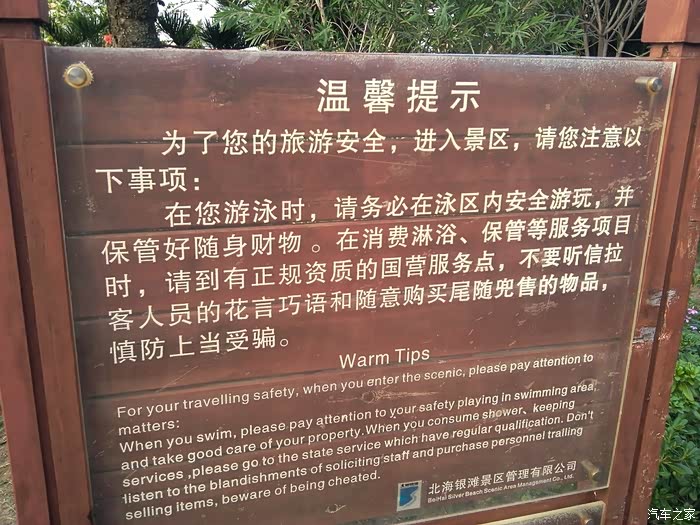 温馨提示
为了您的旅游安全，进入景区，请您注意以
下事项：
在您游泳时，请务必在泳区内安全游玩，并
保管好随身财物。在消费淋浴、保管等服务项目
时，请到有正规资质的国营服务点，不要听信拉
客人员的花言巧语和随意购买尾随兜售的物品，
慎防上当受骗。
Warm Tips
For your travelling safety, when you enter the scenic, please pay attention to
matters:
When you swim, please pay attention to your safety playing in swimming area,
and take good care of your property.When you consume shower、keeping
services ,please go to the state service which have regular qualification. Don't
listen to the blandishments of soliciting staff and purchase personnel tralling
selling items, beware of being cheated.
北海银滩景区管理有限公司
BeiHai Silver Beach Scenic Area Management Co., Ltd.
汽车之家